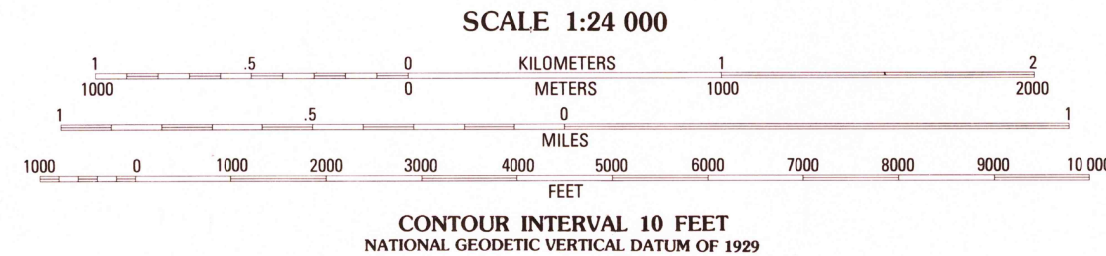 SCALE 1:24 000
1 .5 0 KILOMETERS 1 2
1000 0 METERS 1000 2000
1 .5 0 1
MILES
1000 0 1000 2000 3000 4000 5000 6000 7000 8000 9000 10 000
FEET
CONTOUR INTERVAL 10 FEET
NATIONAL GEODETIC VERTICAL DATUM OF 1929